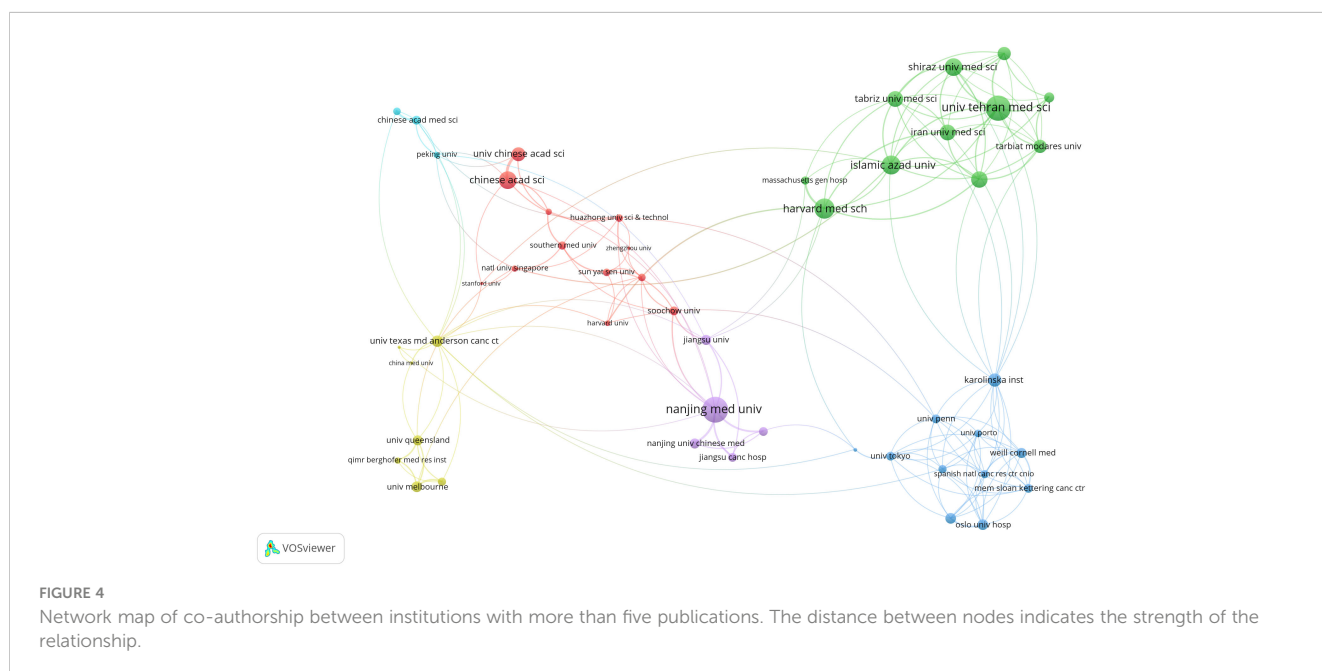 shiraz univ med sci
tabriz univ med sci
univ tehran med sci
chinese acad med sci
iran univ med sci
tarbiat modares univ
peking univ
univ chinese acad sci
islamic azad univ
chinese acad sci
massachusetts gen hosp
harvard med sch
huazhong univ sci & technol
southern med univ
zhengzhou univ
natl univ singapore
sun yat sen univ
stanford univ
soochow univ
harvard univ
univ texas md anderson canc ct
jiangsu univ
china med univ
karolinska inst
nanjing med univ
univ penn
univ porto
univ queensland
nanjing univ chinese med
weill cornell med
qimr berghofer med res inst
jiangsu canc hosp
univ tokyo
spanish natl canc res ctr cnio
univ melbourne
mem sloan kettering canc ctr
oslo univ hosp
VOSviewer
FIGURE 4
Network map of co-authorship between institutions with more than five publications. The distance between nodes indicates the strength of the
relationship.